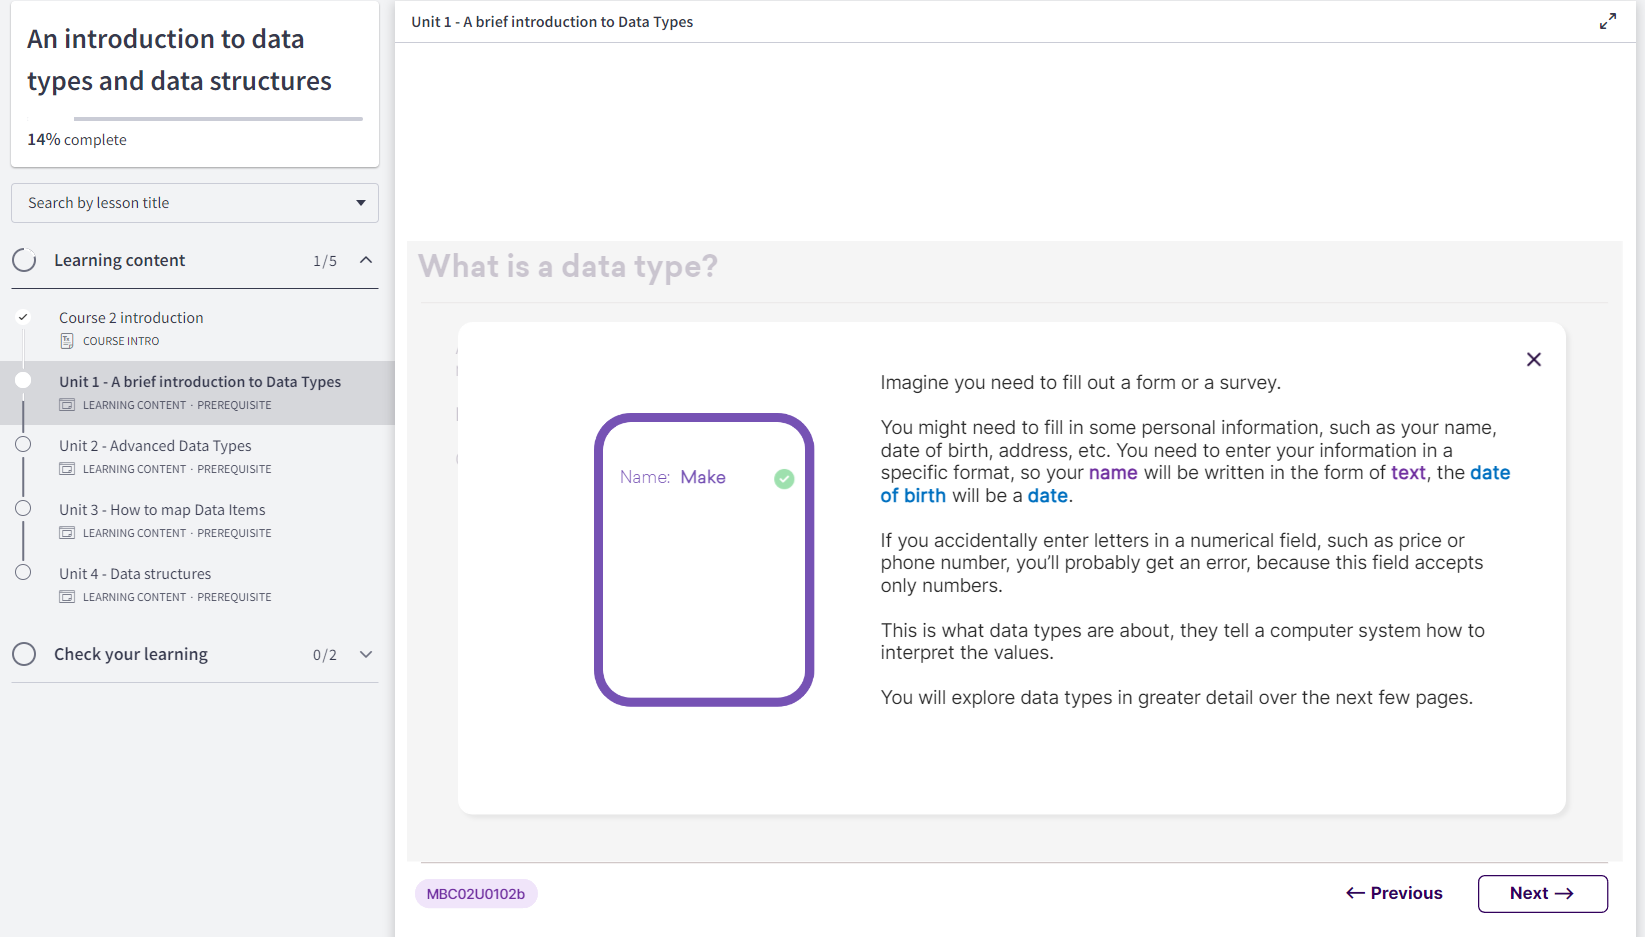 An introduction to data
types and data structures
14% complete
Search by lesson title
Learning content 1/5
Course 2 introduction
COURSE INTRO
Unit 1 - A brief introduction to Data Types
LEARNING CONTENT · PREREQUISITE
Unit 2 - Advanced Data Types
LEARNING CONTENT · PREREQUISITE
Unit 3 - How to map Data Items
LEARNING CONTENT · PREREQUISITE
Unit 4 - Data structures
LEARNING CONTENT · PREREQUISITE
Check your learning 0/2
Unit 1 - A brief introduction to Data Types
What is a data type?
Name: Make
Imagine you need to fill out a form or a survey.
You might need to fill in some personal information, such as your name,
date of birth, address, etc. You need to enter your information in a
specific format, so your name will be written in the form of text, the date
of birth will be a date.
If you accidentally enter letters in a numerical field, such as price or
phone number, you’ll probably get an error, because this field accepts
only numbers.
This is what data types are about, they tell a computer system how to
interpret the values.
You will explore data types in greater detail over the next few pages.
MBC02U0102b
← Previous
Next →